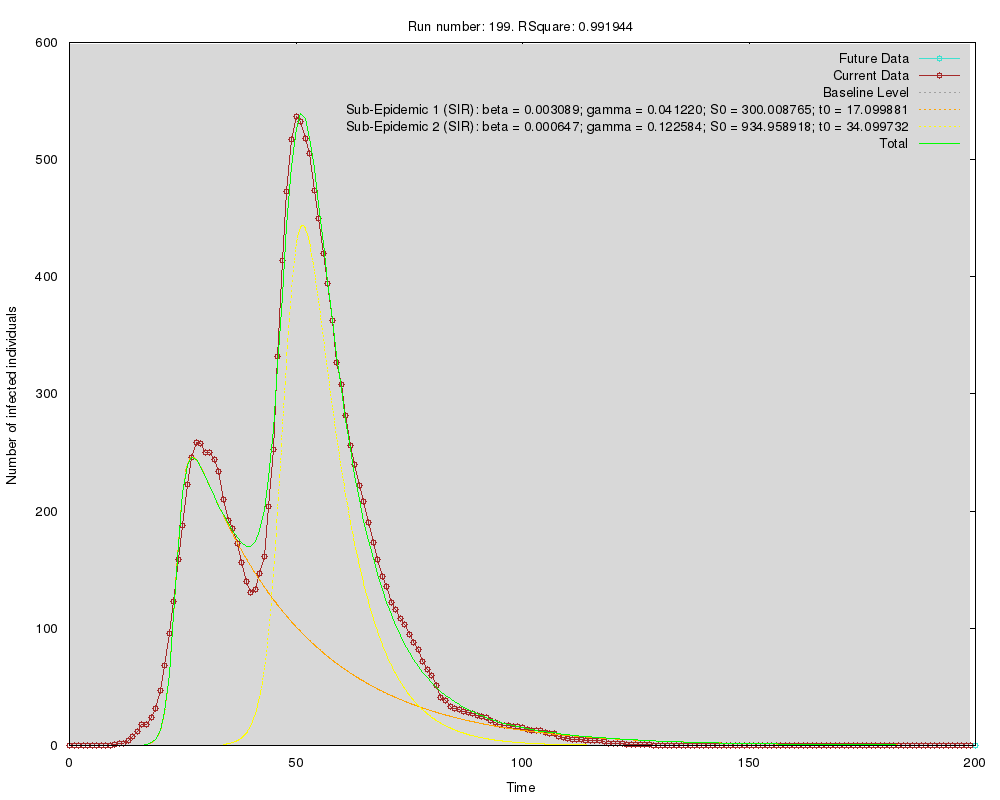 Run number: 199. RSquare: 0.991944
600
Future Data
Current Data
Baseline Level
Sub-Epidemic 1 (SIR): beta = 0.003089; gamma = 0.041220; S0 = 300.008765; t0 = 17.099881
Sub-Epidemic 2 (SIR): beta = 0.000647; gamma = 0.122584; S0 = 934.958918; t0 = 34.099732
Total
500
400
300
200
100
0
Number of infected individuals
0 50 100 150 200
Time